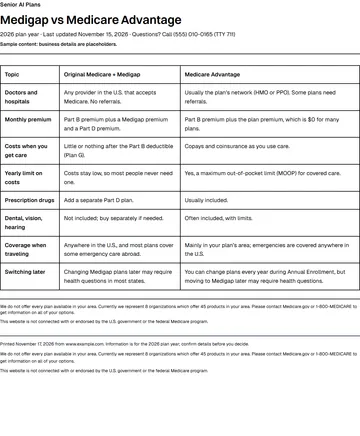 Senior AI Plans
Medigap vs Medicare Advantage
2026 plan year · Last updated November 15, 2026 · Questions? Call (555) 010-0165 (TTY 711)
Sample content: business details are placeholders.
Topic
Original Medicare + Medigap
Medicare Advantage
Doctors and
hospitals
Any provider in the U.S. that accepts
Medicare. No referrals.
Usually the plan's network (HMO or PPO). Some plans need
referrals.
Monthly premium
Part B premium plus a Medigap premium
and a Part D premium.
Part B premium plus the plan premium, which is $0 for many
plans.
Costs when you
get care
Little or nothing after the Part B deductible
(Plan G).
Copays and coinsurance as you use care.
Yearly limit on
costs
Costs stay low, so most people never need
one.
Yes, a maximum out-of-pocket limit (MOOP) for covered care.
Prescription drugs
Add a separate Part D plan.
Usually included.
Dental, vision,
hearing
Not included; buy separately if needed.
Often included, with limits.
Coverage when
traveling
Anywhere in the U.S., and most plans cover
some emergency care abroad.
Mainly in your plan's area; emergencies are covered anywhere in
the U.S.
Switching later
Changing Medigap plans later may require
health questions in most states.
You can change plans every year during Annual Enrollment, but
moving to Medigap later may require health questions.
We do not offer every plan available in your area. Currently we represent 8 organizations which offer 45 products in your area. Please contact Medicare.gov or 1-800-MEDICARE to
get information on all of your options.
This website is not connected with or endorsed by the U.S. government or the federal Medicare program.
Printed November 17, 2026 from www.example.com. Information is for the 2026 plan year; confirm details before you decide.
We do not offer every plan available in your area. Currently we represent 8 organizations which offer 45 products in your area. Please contact Medicare.gov or 1-800-MEDICARE to
get information on all of your options.
This website is not connected with or endorsed by the U.S. government or the federal Medicare program.